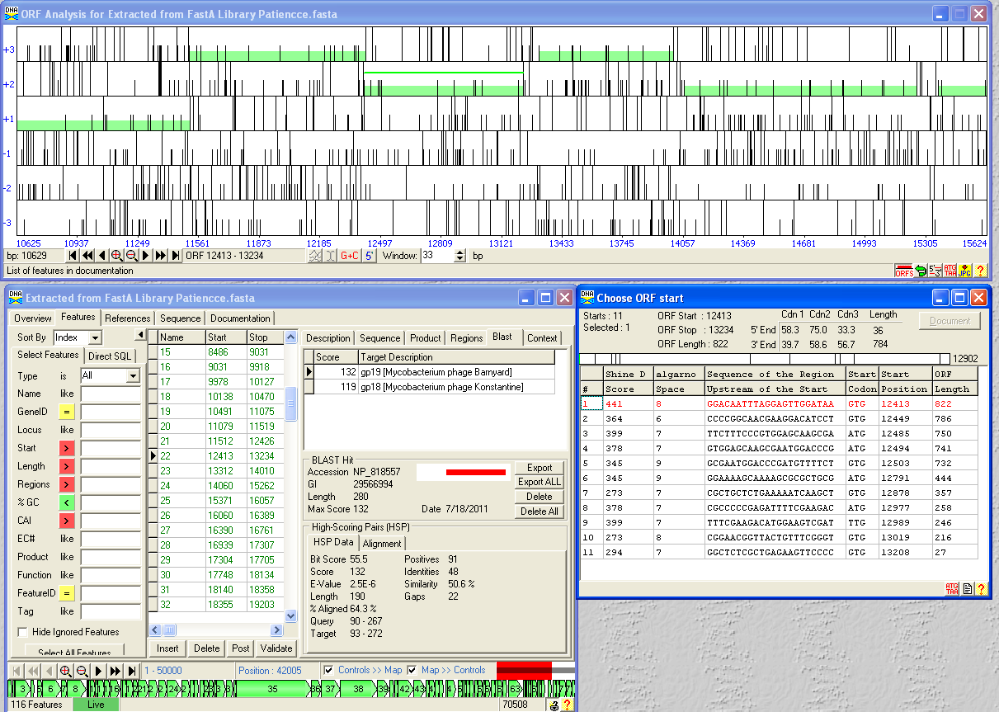 DNA ORF Analysis for Extracted from FastA Library Patiencce.fasta
+3
+2
+1
-1
-2
-3
10625 10937 11249 11561 11873 12185 12497 12809 13121 13433 13745 14057 14369 14681 14993 15305 15624
bp: 10629 ORF 12413 - 13234 G+C 5' Window: 33 bp
List of features in documentation ORFS 5'=-3' ATG TAA JPG ?
DNA Extracted from FastA Library Patiencce.fasta
Overview Features References Sequence Documentation
Sort By Index
Select Features Direct SQL
Type is All
Name like
GeneID =
Locus like
Start >
Length >
Regions >
% GC <
CAI >
EC# like
Product like
Function like
FeatureID =
Tag like
Hide Ignored Features
Select All Features
Name Start Stop
15 8486 9031
16 9031 9918
17 9978 10127
18 10138 10470
19 10491 11075
20 11079 11519
21 11512 12426
22 12413 13234
23 13312 14010
24 14060 15262
25 15371 16057
26 16060 16389
27 16390 16761
28 16939 17307
29 17304 17705
30 17748 18134
31 18140 18358
32 18355 19203
Insert Delete Post Validate
Description Sequence Product Regions Blast Context
Score Target Description
132 gp19 [Mycobacterium phage Barnyard]
119 gp18 [Mycobacterium phage Konstantine]
BLAST Hit
Accession NP_818557 Export
GI 29566994 Export ALL
Length 280 Delete
Max Score 132 Date 7/18/2011 Delete All
High-Scoring Pairs (HSP)
HSP Data Alignment
Bit Score 55.5 Positives 91
Score 132 Identities 48
E-Value 2.5E-6 Similarity 50.6 %
Length 190 Gaps 22
% Aligned 64.3 %
Query 90 - 267
Target 93 - 272
1 - 50000 Position : 42005 Controls >> Map Map >> Controls
3 6 8 35 36 37 38 39 42 63
116 Features Live 70508 ?
DNA Choose ORF start
Starts : 11 ORF Start : 12413 Cdn 1 Cdn2 Cdn3 Length Document
Selected : 1 ORF Stop : 13234 5' End 58.3 75.0 33.3 36
ORF Length : 822 3' End 39.7 58.6 56.7 784
12902
Shine D algarno Sequence of the Region Start Start ORF
# Score Space Upstream of the Start Codon Position Length
1 441 8 GGACAATTTAGGAGTTGGATAA GTG 12413 822
2 364 6 CCCCGGCAACGAAGGATATCCT GTG 12449 786
3 399 7 TTCTTTCCCGTGGAGCAAGCGA ATG 12485 750
4 378 7 GTGGAAGCAGCGAATGGACCCG ATG 12494 741
5 345 9 GCGAATGGACCCGATGTTTTCT GTG 12503 732
6 345 9 GGAAAAGCAAAAGCGCGCTGCG ATG 12791 444
7 273 7 CGCTGCTCTGAAAAATCAAGCT GTG 12878 357
8 378 7 CGCCCCCGAGATTTTCGAGAAC ATG 12977 258
9 399 7 TTTCGAAGACATGGAAGTCGAT TTG 12989 246
10 273 8 CGGAACGGTTACTGTTTCGGGT GTG 13019 216
11 294 7 GGCTCTCGCTGAGAAGTTCCCC GTG 13208 27
ATG TAA ?